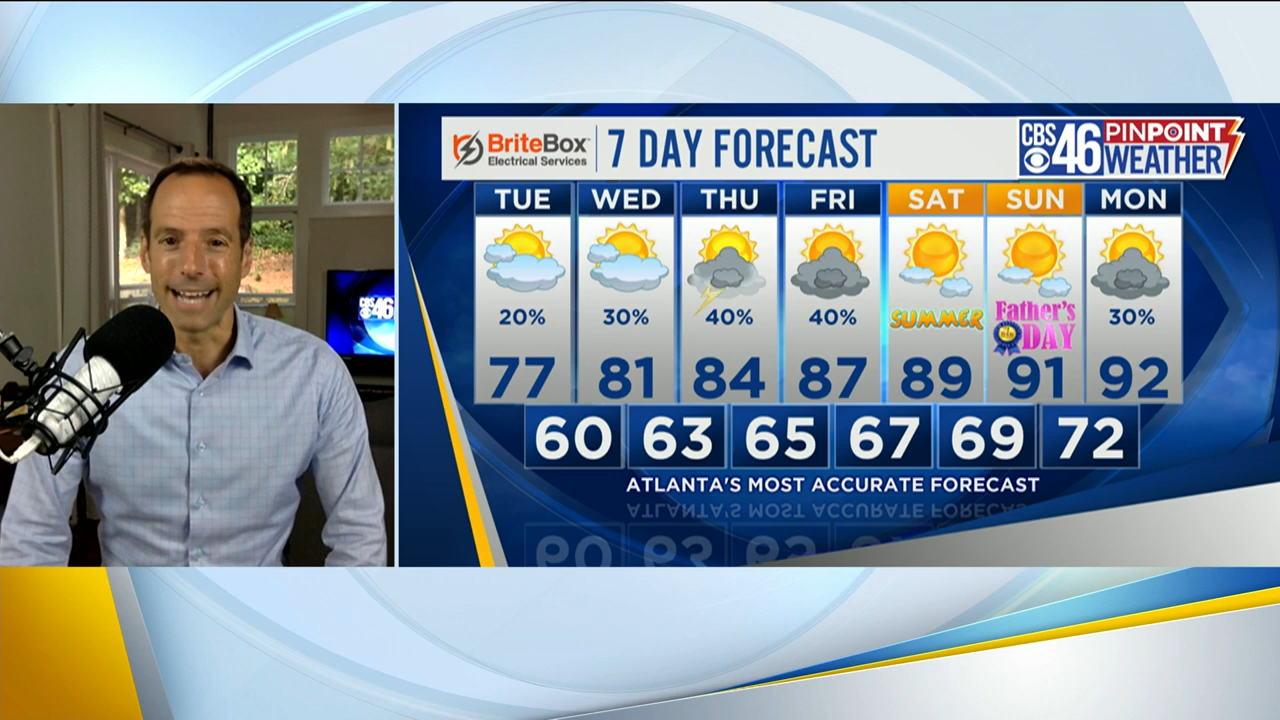 BriteBox
Electrical Services
7 DAY FORECAST
CBS 46 PINPOINT
WEATHER
TUE WED THU FRI SAT SUN MON
20% 30% 40% 40% SUMMER Father's DAY 30%
77 81 84 87 89 91 92
60 63 65 67 69 72
ATLANTA'S MOST ACCURATE FORECAST
CBS 46